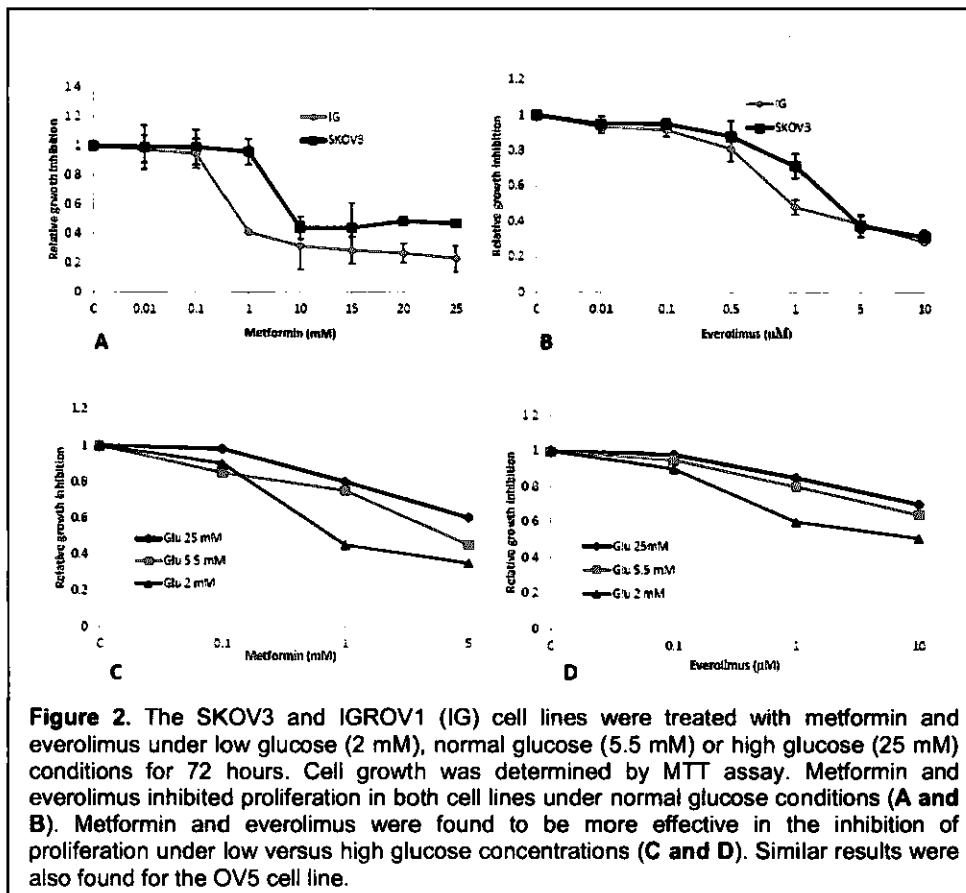 1.4
1.2
1
0.8
0.6
0.4
0.2
0
Relative growth Inhibition
IG
SKOV3
C 0.01 0.1 1 10 15 20 25
Metformin (mM)
A
1.2
1
0.8
0.6
0.4
0.2
0
Relative growth inhibition
IG
SKOV3
C 0.01 0.1 0.5 1 5 10
Everolimus (µM)
B
1.2
1
0.8
0.6
0.4
0.2
0
Relative growth inhibition
Glu 25 mM
Glu 5.5 mM
Glu 2 mM
C 0.1 1 5
Metformin (mM)
C
1.2
1
0.8
0.6
0.4
0.2
0
Relative growth inhibition
Glu 25mM
Glu 5.5 mM
Glu 2 mM
C 0.1 1 10
Everolimus (µM)
D
Figure 2. The SKOV3 and IGROV1 (IG) cell lines were treated with metformin and
everolimus under low glucose (2 mM), normal glucose (5.5 mM) or high glucose (25 mM)
conditions for 72 hours. Cell growth was determined by MTT assay. Metformin and
everolimus inhibited proliferation in both cell lines under normal glucose conditions (A and
B). Metformin and everolimus were found to be more effective in the inhibition of
proliferation under low versus high glucose concentrations (C and D). Similar results were
also found for the OV5 cell line.